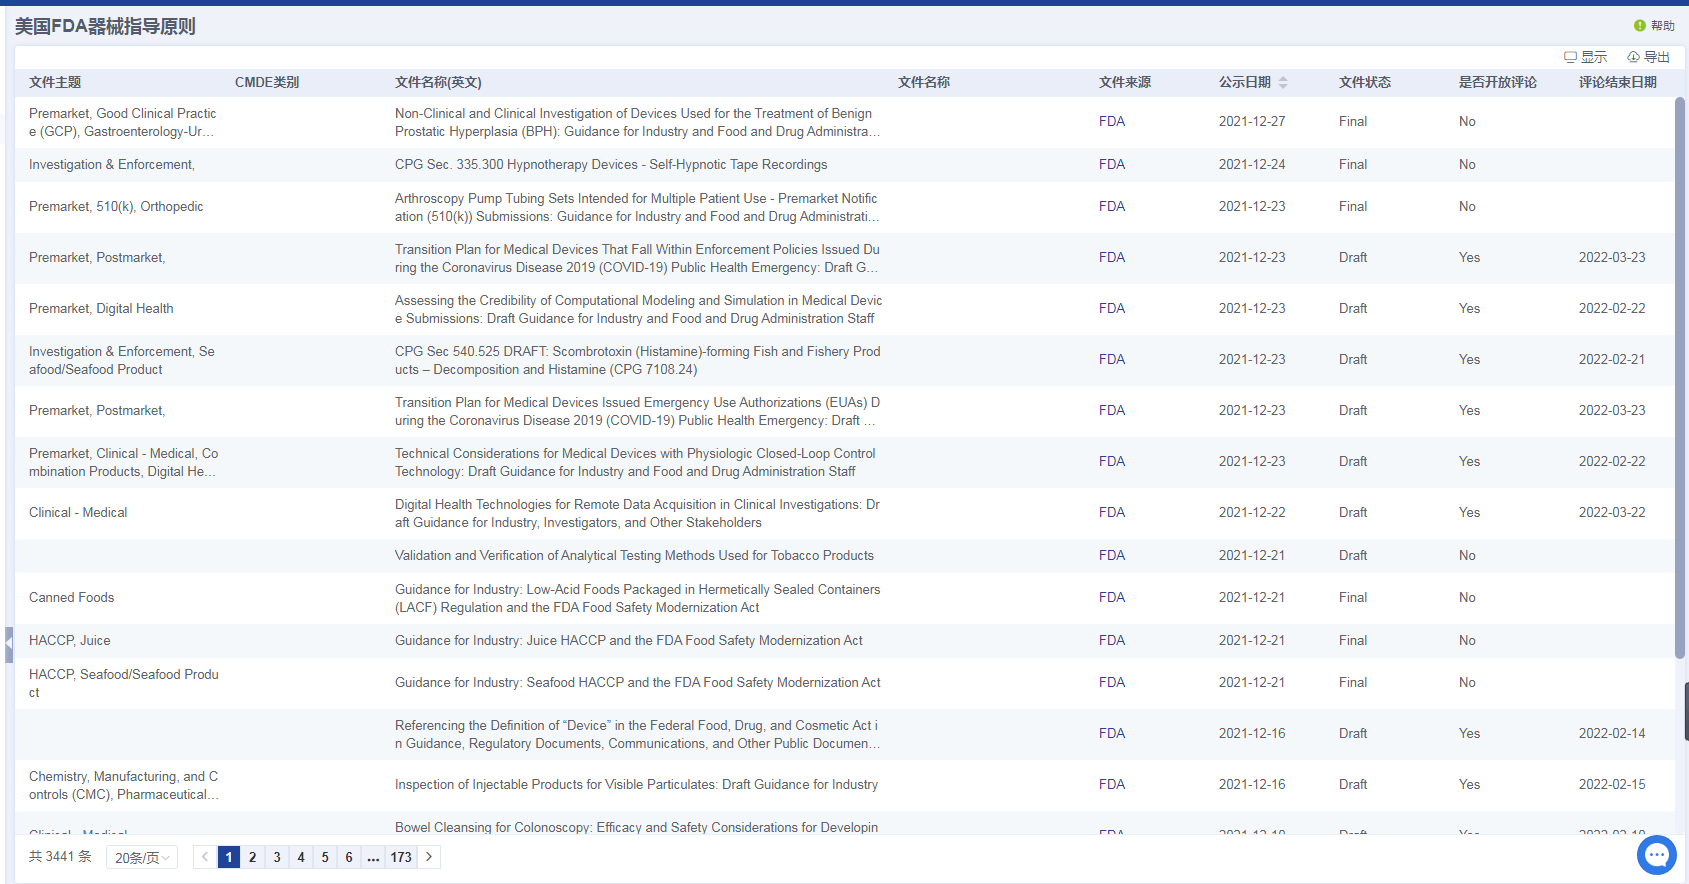 美国FDA器械指导原则
帮助
显示 导出
文件主题 CMDE类别 文件名称(英文) 文件名称 文件来源 公示日期 文件状态 是否开放评论 评论结束日期
Premarket, Good Clinical Practic
e (GCP), Gastroenterology-Ur...
Non-Clinical and Clinical Investigation of Devices Used for the Treatment of Benign
Prostatic Hyperplasia (BPH): Guidance for Industry and Food and Drug Administra...
FDA 2021-12-27 Final No
Investigation & Enforcement, CPG Sec. 335.300 Hypnotherapy Devices - Self-Hypnotic Tape Recordings FDA 2021-12-24 Final No
Premarket, 510(k), Orthopedic
Arthroscopy Pump Tubing Sets Intended for Multiple Patient Use - Premarket Notific
ation (510(k)) Submissions: Guidance for Industry and Food and Drug Administrati...
FDA 2021-12-23 Final No
Premarket, Postmarket,
Transition Plan for Medical Devices That Fall Within Enforcement Policies Issued Du
ring the Coronavirus Disease 2019 (COVID-19) Public Health Emergency: Draft G...
FDA 2021-12-23 Draft Yes 2022-03-23
Premarket, Digital Health
Assessing the Credibility of Computational Modeling and Simulation in Medical Devic
e Submissions: Draft Guidance for Industry and Food and Drug Administration Staff
FDA 2021-12-23 Draft Yes 2022-02-22
Investigation & Enforcement, Se
afood/Seafood Product
CPG Sec 540.525 DRAFT: Scombrotoxin (Histamine)-forming Fish and Fishery Prod
ucts – Decomposition and Histamine (CPG 7108.24)
FDA 2021-12-23 Draft Yes 2022-02-21
Premarket, Postmarket,
Transition Plan for Medical Devices Issued Emergency Use Authorizations (EUAs) D
uring the Coronavirus Disease 2019 (COVID-19) Public Health Emergency: Draft ...
FDA 2021-12-23 Draft Yes 2022-03-23
Premarket, Clinical - Medical, Co
mbination Products, Digital He...
Technical Considerations for Medical Devices with Physiologic Closed-Loop Control
Technology: Draft Guidance for Industry and Food and Drug Administration Staff
FDA 2021-12-23 Draft Yes 2022-02-22
Clinical - Medical
Digital Health Technologies for Remote Data Acquisition in Clinical Investigations: Dr
aft Guidance for Industry, Investigators, and Other Stakeholders
FDA 2021-12-22 Draft Yes 2022-03-22
Validation and Verification of Analytical Testing Methods Used for Tobacco Products FDA 2021-12-21 Draft No
Canned Foods
Guidance for Industry: Low-Acid Foods Packaged in Hermetically Sealed Containers
(LACF) Regulation and the FDA Food Safety Modernization Act
FDA 2021-12-21 Final No
HACCP, Juice Guidance for Industry: Juice HACCP and the FDA Food Safety Modernization Act FDA 2021-12-21 Final No
HACCP, Seafood/Seafood Produ
ct
Guidance for Industry: Seafood HACCP and the FDA Food Safety Modernization Act FDA 2021-12-21 Final No
Referencing the Definition of “Device” in the Federal Food, Drug, and Cosmetic Act i
n Guidance, Regulatory Documents, Communications, and Other Public Documen...
FDA 2021-12-16 Draft Yes 2022-02-14
Chemistry, Manufacturing, and C
ontrols (CMC), Pharmaceutical...
Inspection of Injectable Products for Visible Particulates: Draft Guidance for Industry FDA 2021-12-16 Draft Yes 2022-02-15
Bowel Cleansing for Colonoscopy: Efficacy and Safety Considerations for Developin
共 3441 条 20条/页 < 1 2 3 4 5 6 ... 173 >